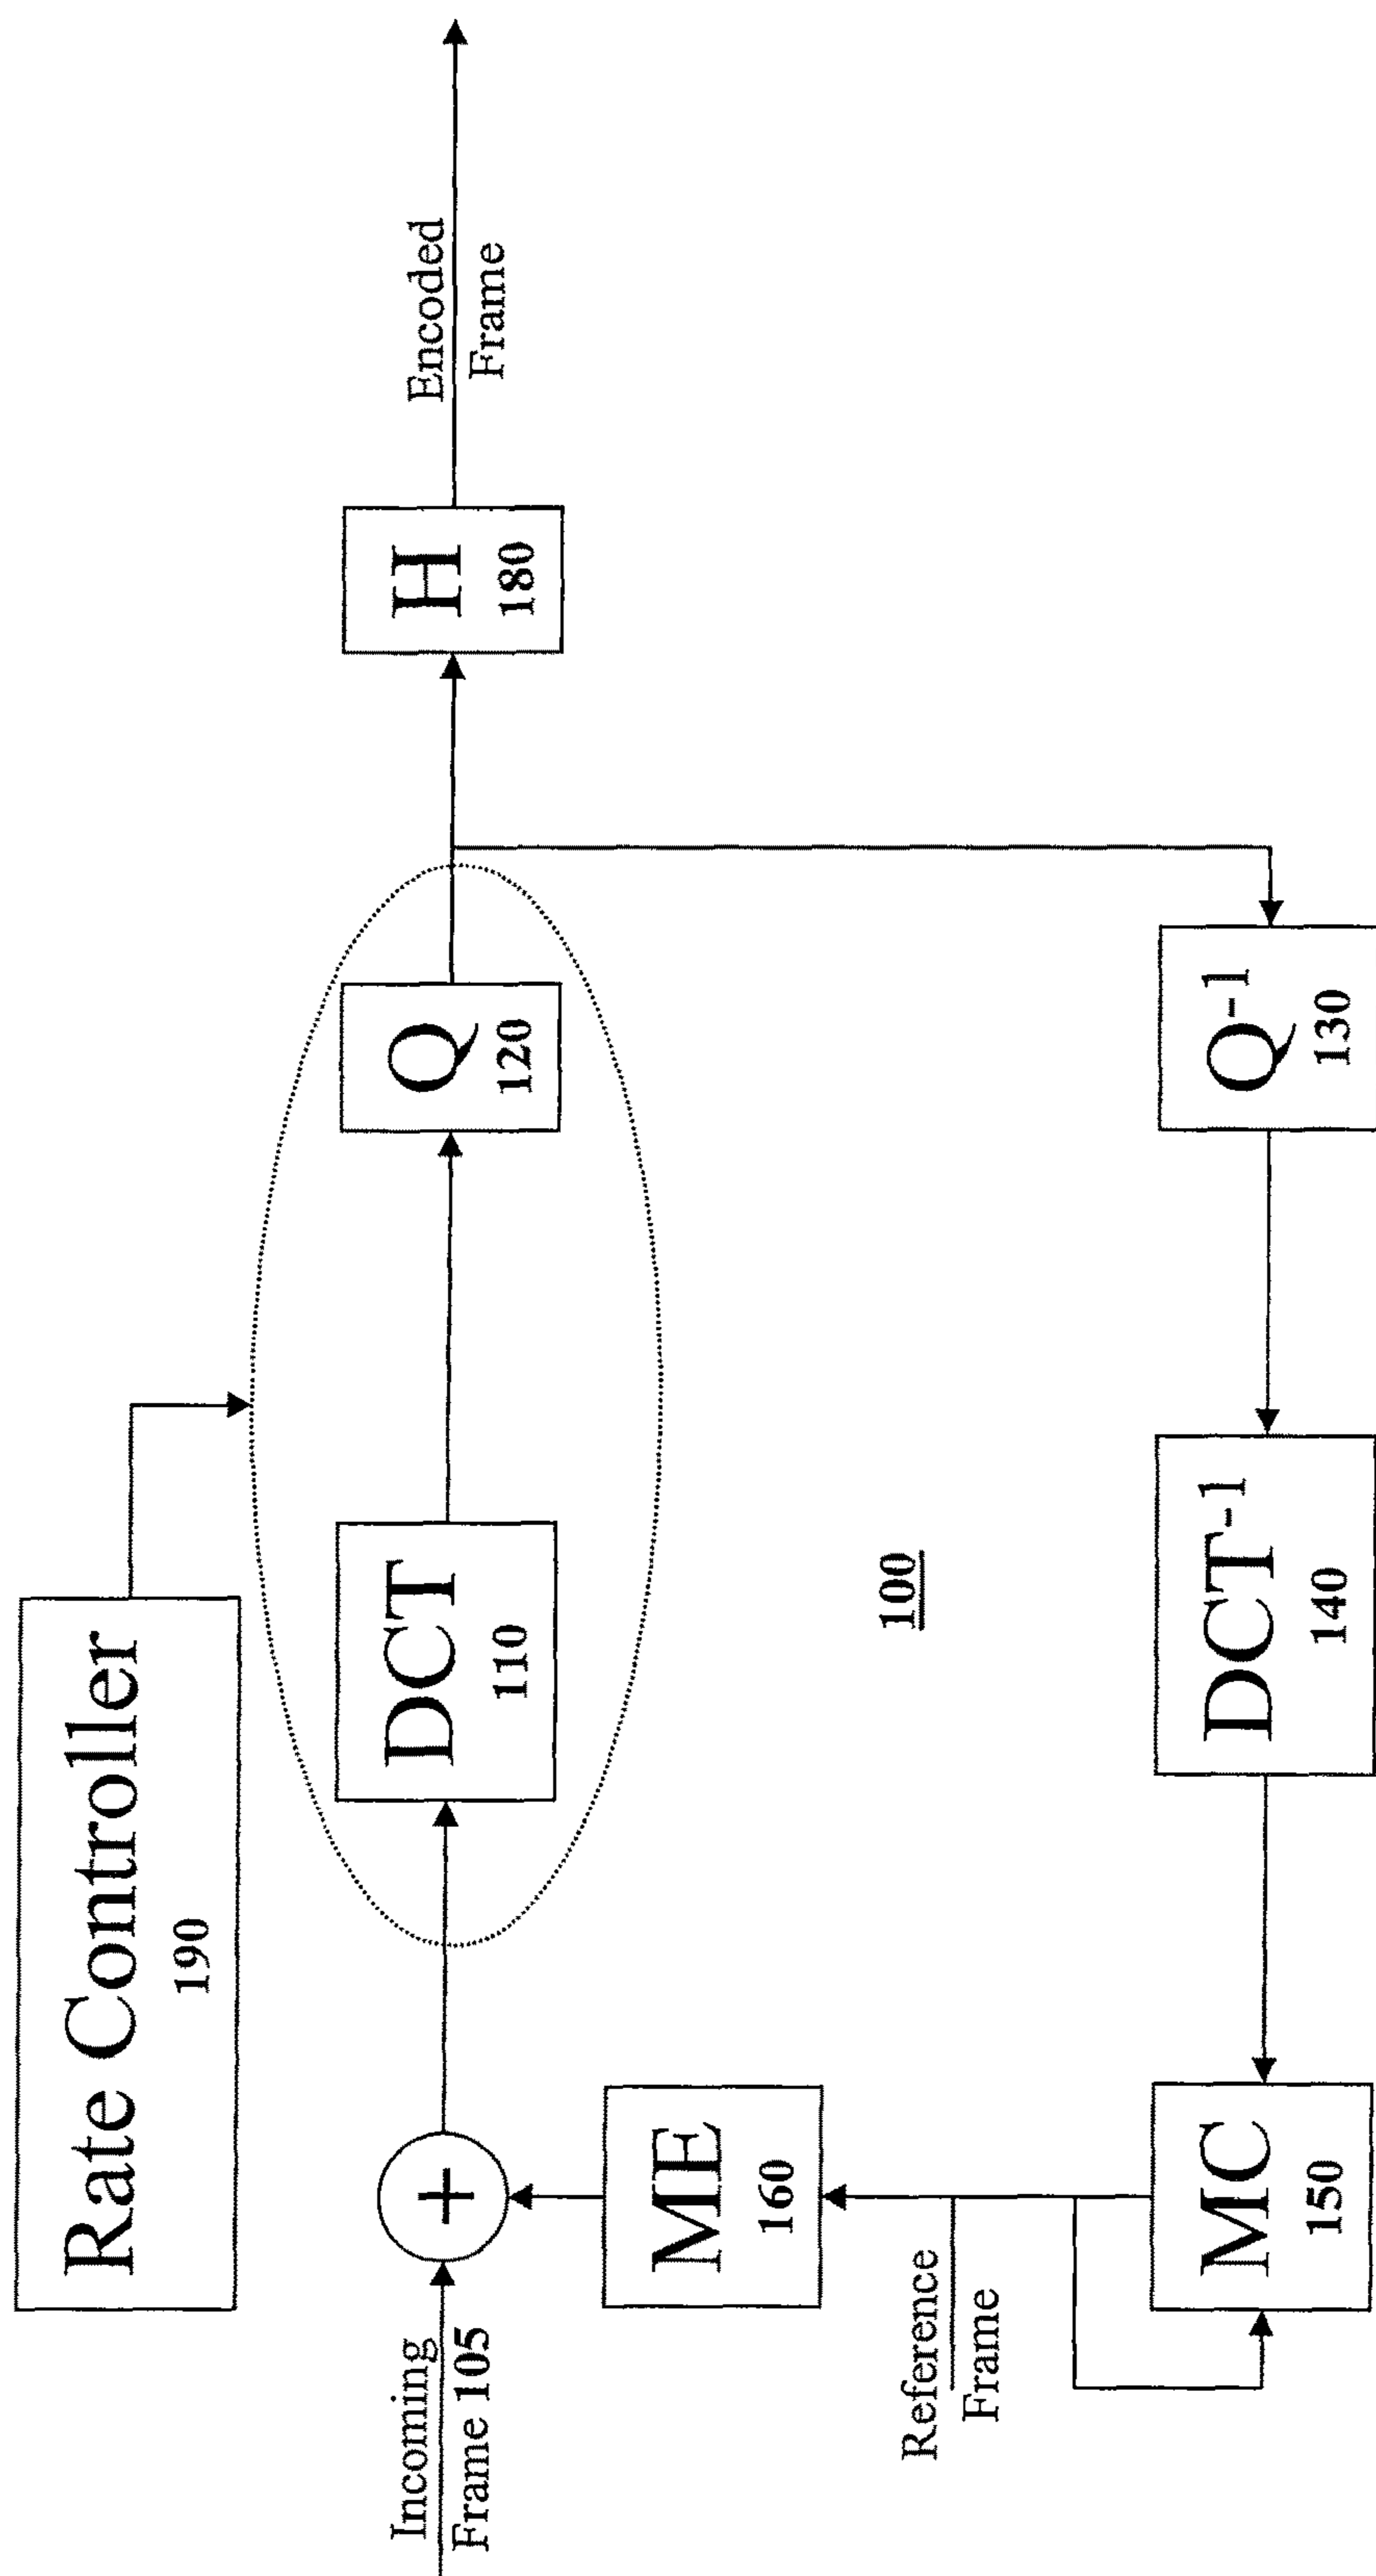 Rate Controller
190
Incoming
Frame 105
DCT
110
Q
120
H
180
Encoded
Frame
ME
160
Reference
Frame
100
MC
150
DCT-1
140
Q-1
130